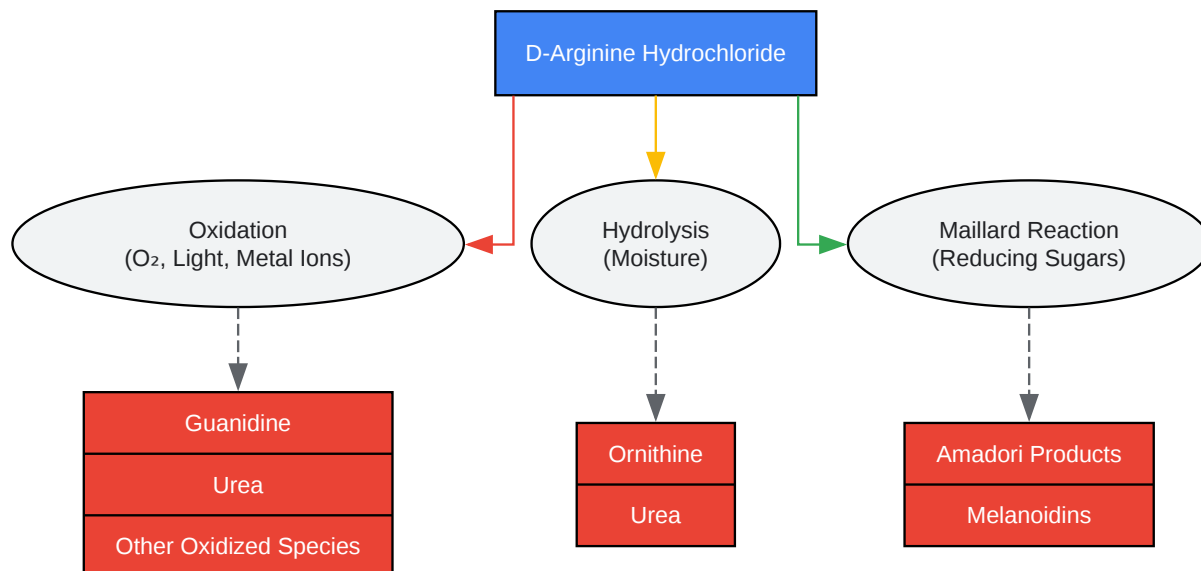 D-Arginine Hydrochloride
Oxidation
(O₂, Light, Metal Ions)
Hydrolysis
(Moisture)
Maillard Reaction
(Reducing Sugars)
Guanidine
Urea
Other Oxidized Species
Ornithine
Urea
Amadori Products
Melanoidins